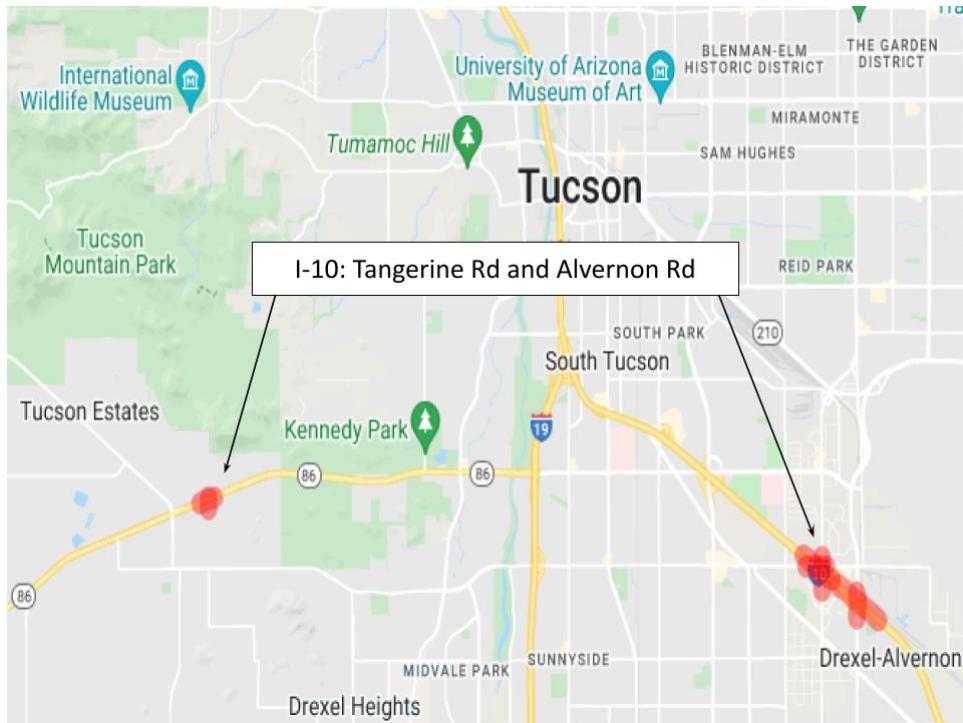 Tucson
I-10: Tangerine Rd and Alvernon Rd
International
Wildlife Museum
University of Arizona
Museum of Art
BLENMAN-ELM
HISTORIC DISTRICT
THE GARDEN
DISTRICT
Tumamoc Hill
MIRAMONTE
SAM HUGHES
Tucson
Mountain Park
REID PARK
SOUTH PARK
210
South Tucson
Tucson Estates
Kennedy Park
19
86
86
86
10
Drexel-Alvernon
SUNNYSIDE
MIDVALE PARK
Drexel Heights